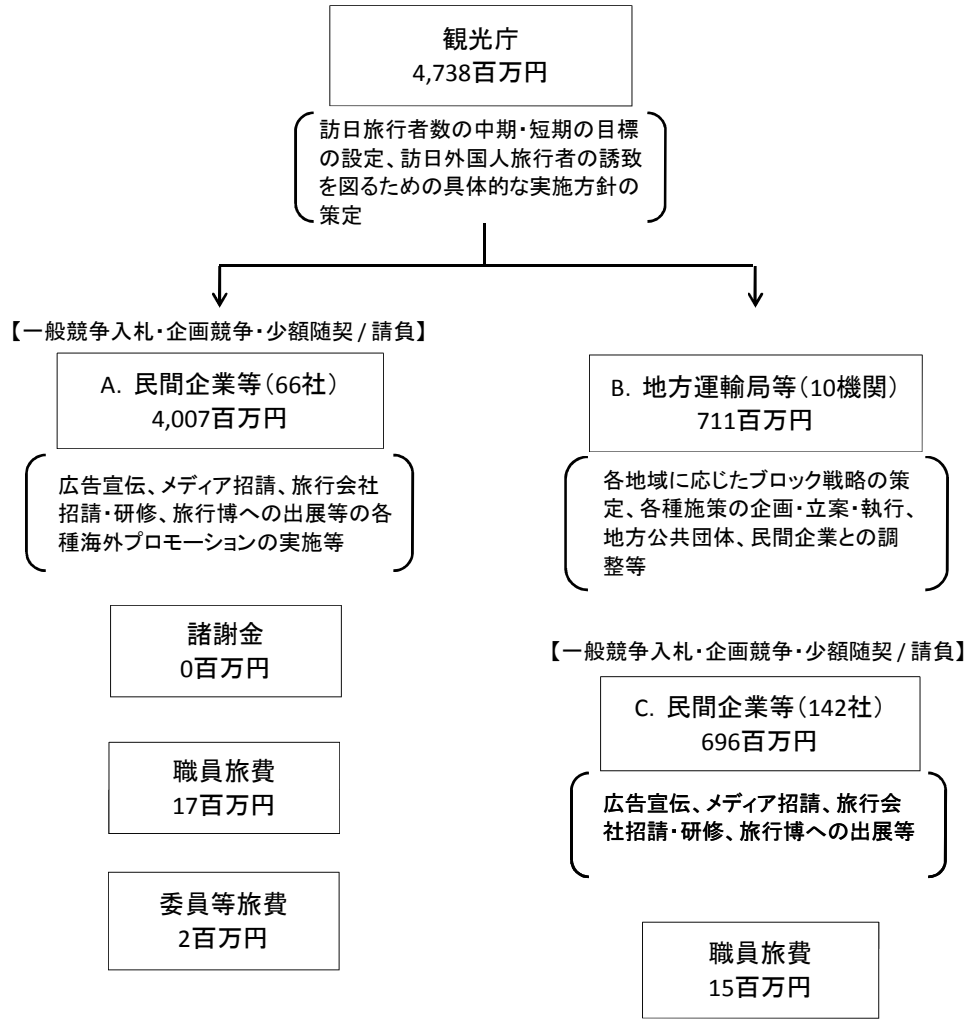 観光庁
4,738百万円
訪日旅行者数の中期・短期の目標
の設定、訪日外国人旅行者の誘致
を図るための具体的な実施方針の
策定
【一般競争入札・企画競争・少額随契 / 請負】
A. 民間企業等（66社）
4,007百万円
広告宣伝、メディア招請、旅行会社
招請・研修、旅行博への出展等の各
種海外プロモーションの実施等
諸謝金
0百万円
職員旅費
17百万円
委員等旅費
2百万円
B. 地方運輸局等（10機関）
711百万円
各地域に応じたブロック戦略の策
定、各種施策の企画・立案・執行、
地方公共団体、民間企業との調
整等
【一般競争入札・企画競争・少額随契 / 請負】
C. 民間企業等（142社）
696百万円
広告宣伝、メディア招請、旅行会
社招請・研修、旅行博への出展等
職員旅費
15百万円